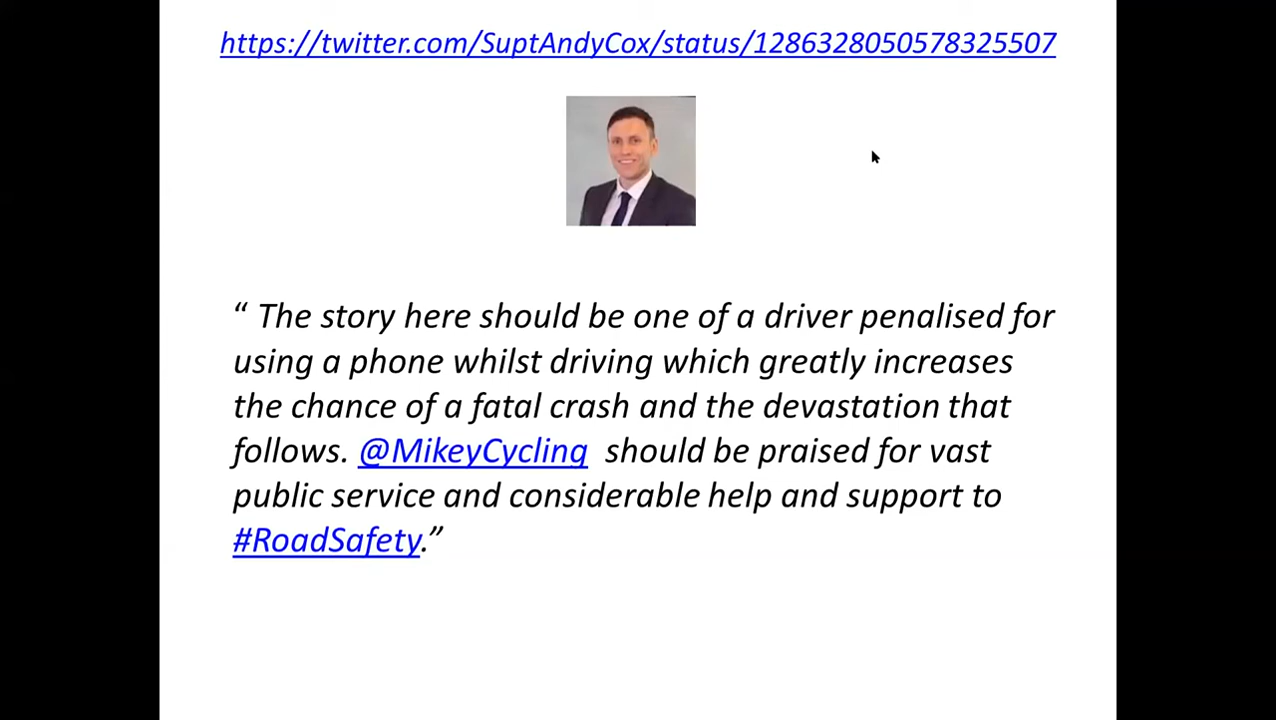 https://twitter.com/SuptAndyCox/status/1286328050578325507
“ The story here should be one of a driver penalised for
using a phone whilst driving which greatly increases
the chance of a fatal crash and the devastation that
follows. @MikeyCycling should be praised for vast
public service and considerable help and support to
#RoadSafety.”